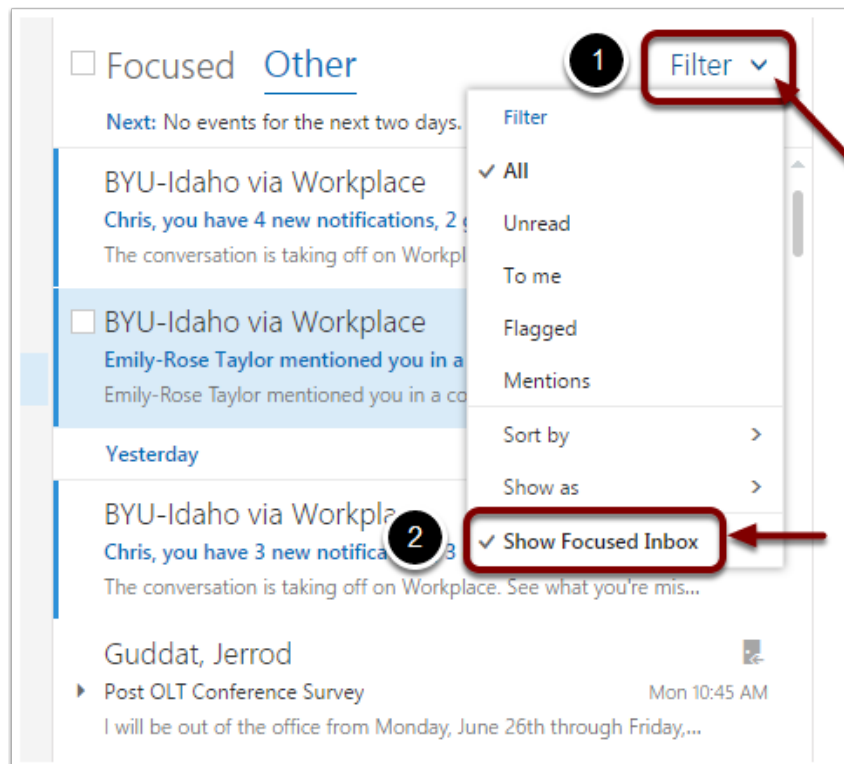 Focused Other
1
Filter
Next: No events for the next two days.
Filter
All
Unread
To me
Flagged
Mentions
Sort by
Show as
2
Show Focused Inbox
BYU-Idaho via Workplace
Chris, you have 4 new notifications, 2
The conversation is taking off on Workpl
BYU-Idaho via Workplace
Emily-Rose Taylor mentioned you in a
Emily-Rose Taylor mentioned you in a co
Yesterday
BYU-Idaho via Workpla
Chris, you have 3 new notifica 3
The conversation is taking off on Workplace. See what you're mis...
Guddat, Jerrod
Post OLT Conference Survey Mon 10:45 AM
I will be out of the office from Monday, June 26th through Friday,...